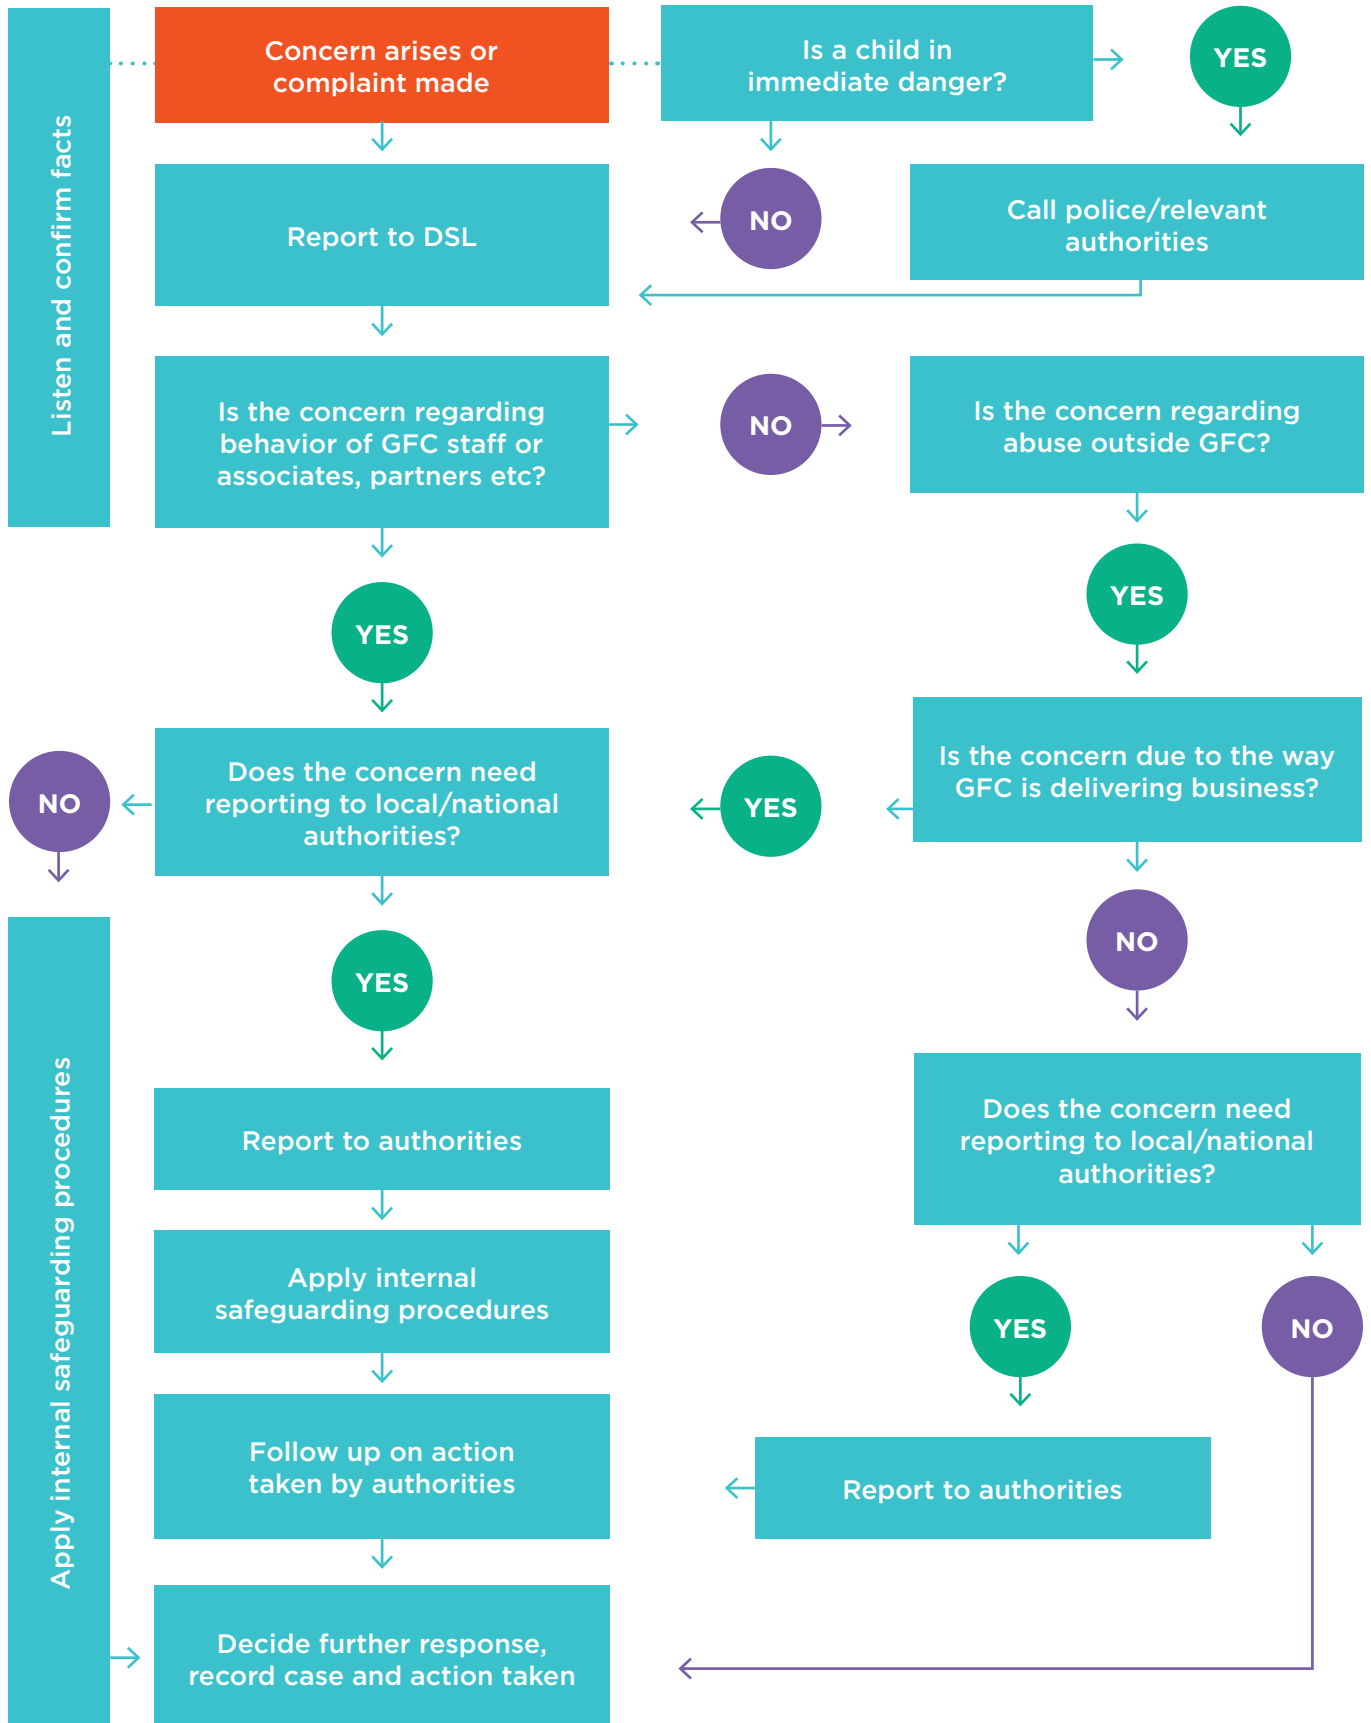 Listen and confirm facts
Concern arises or
complaint made
Is a child in
immediate danger?
YES
NO
Call police/relevant
authorities
Report to DSL
Is the concern regarding
behavior of GFC staff or
associates, partners etc?
NO
Is the concern regarding
abuse outside GFC?
YES
YES
Is the concern due to the way
GFC is delivering business?
YES
Does the concern need
reporting to local/national
authorities?
NO
NO
YES
Apply internal safeguarding procedures
Report to authorities
Does the concern need
reporting to local/national
authorities?
Apply internal
safeguarding procedures
YES
NO
Follow up on action
taken by authorities
Report to authorities
Decide further response,
record case and action taken